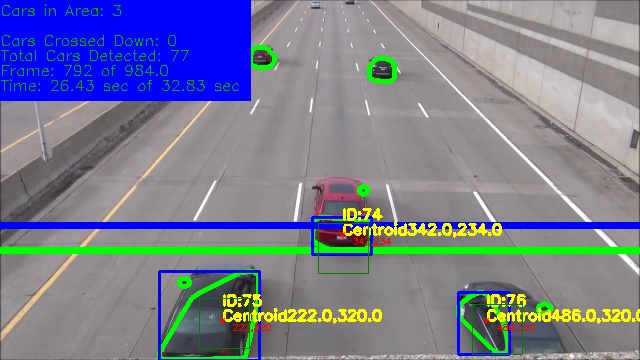 Cars in Area: 3
Cars Crossed Down: 0
Total Cars Detected: 77
Frame: 792 of 984.0
Time: 26.43 sec of 32.83 sec
ID:74
Centroid342.0,234.0
ID:75
Centroid222.0,320.0
ID:76
Centroid486.0,320.0